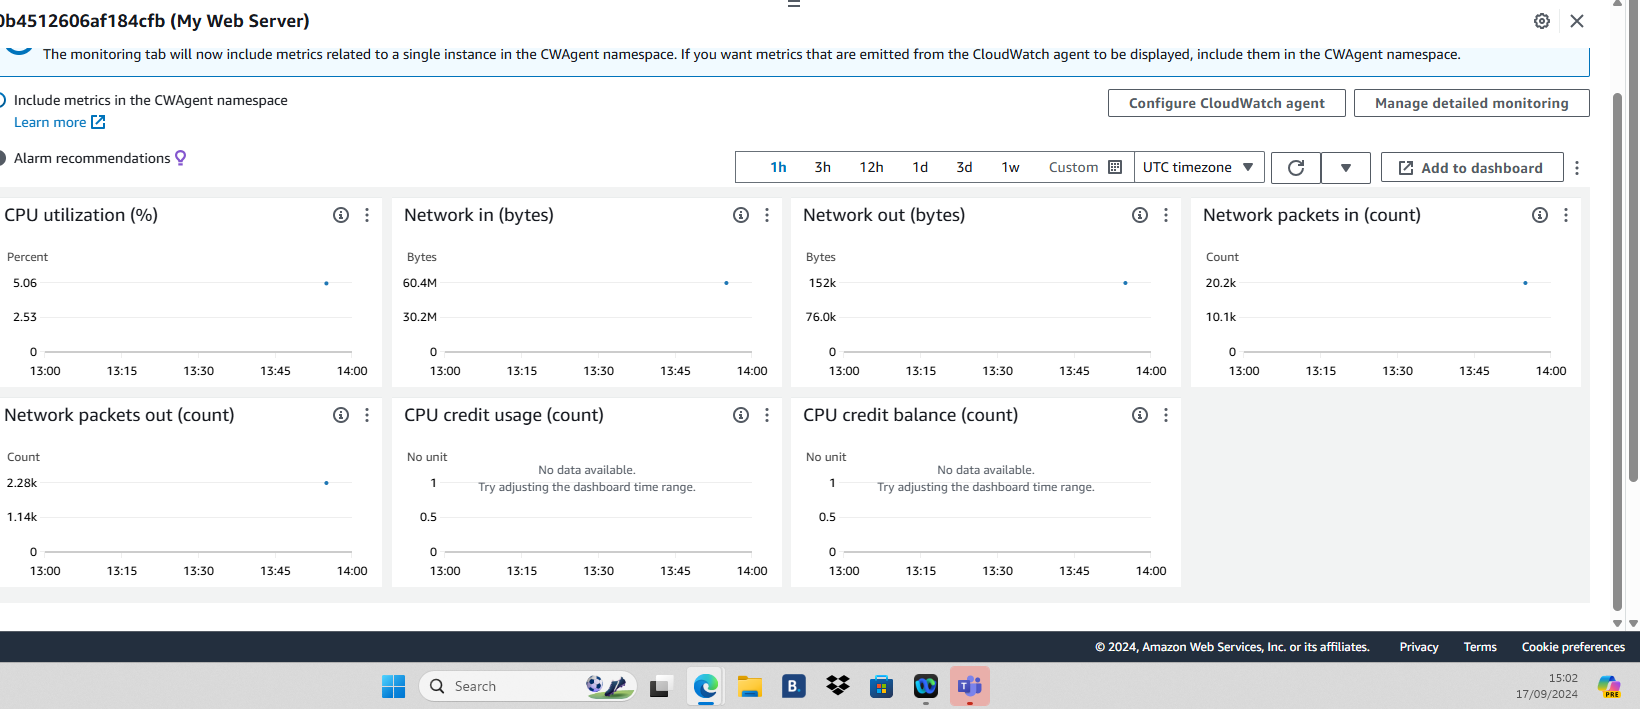 0b4512606af184cfb (My Web Server)
The monitoring tab will now include metrics related to a single instance in the CWAgent namespace. If you want metrics that are emitted from the CloudWatch agent to be displayed, include them in the CWAgent namespace.
Include metrics in the CWAgent namespace
Learn more
Configure CloudWatch agent
Manage detailed monitoring
Alarm recommendations
1h 3h 12h 1d 3d 1w Custom UTC timezone
Add to dashboard
CPU utilization (%)
Percent
5.06
2.53
0
13:00 13:15 13:30 13:45 14:00
Network in (bytes)
Bytes
60.4M
30.2M
0
13:00 13:15 13:30 13:45 14:00
Network out (bytes)
Bytes
152k
76.0k
0
13:00 13:15 13:30 13:45 14:00
Network packets in (count)
Count
20.2k
10.1k
0
13:00 13:15 13:30 13:45 14:00
Network packets out (count)
Count
2.28k
1.14k
0
13:00 13:15 13:30 13:45 14:00
CPU credit usage (count)
No unit
No data available.
Try adjusting the dashboard time range.
1
0.5
0
13:00 13:15 13:30 13:45 14:00
CPU credit balance (count)
No unit
No data available.
Try adjusting the dashboard time range.
1
0.5
0
13:00 13:15 13:30 13:45 14:00
© 2024, Amazon Web Services, Inc. or its affiliates. Privacy Terms Cookie preferences
Search
B.
T
15:02
17/09/2024
PRE